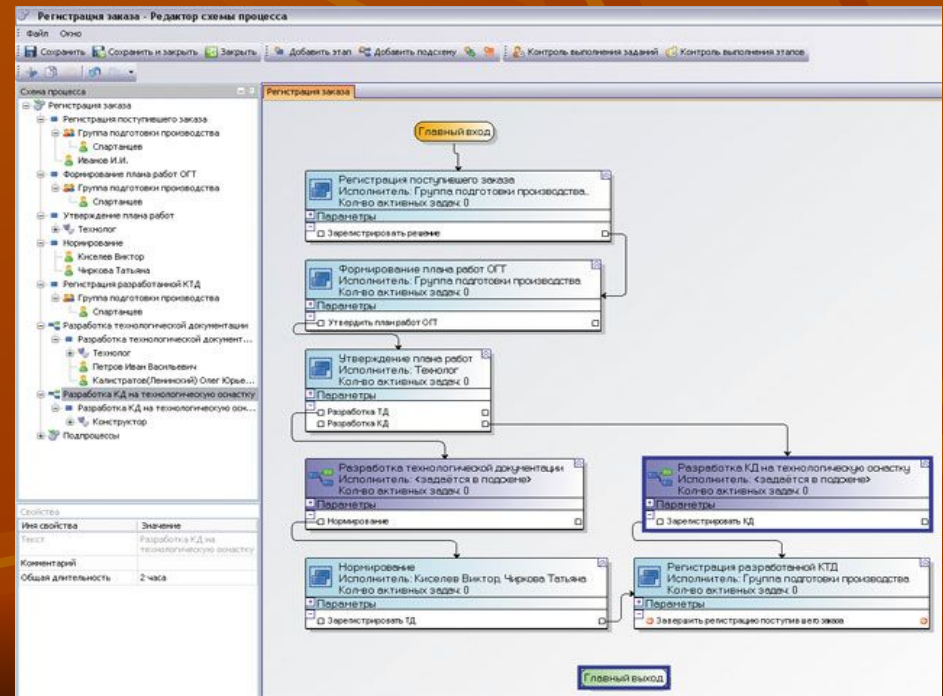 Регистрация заказа - Редактор схемы процесса
Файл Окно
Сохранить Сохранить и закрыть Закрыть Добавить этап Добавить подсхему Контроль выполнения заданий Контроль выполнения этапов
Схема процесса
Регистрация заказа
Регистрация поступившего заказа
Группа подготовки производства
Спартанцев
Иванов И.И.
Формирование плана работ ОГТ
Группа подготовки производства
Спартанцев
Утверждение плана работ
Технолог
Нормирование
Киселев Виктор
Чиркова Татьяна
Регистрация разработанной КТД
Группа подготовки производства
Спартанцев
Разработка технологической документации
Разработка технологической документ...
Технолог
Петров Иван Васильевич
Калистратов(Ленинский) Олег Юрье...
Разработка КД на технологическую оснастку
Разработка КД на технологическую осн...
Конструктор
Подпроцессы
Свойства
Имя свойства Значение
Текст Разработка КД на
технологическую оснастку
Комментарий
Общая длительность 2 часа
Регистрация заказа
Главный вход
Регистрация поступившего заказа
Исполнитель: Группа подготовки производства..
Кол-во активных задач: 0
Параметры
Зарегистрировать решение
Формирование плана работ ОГТ
Исполнитель: Группа подготовки производства
Кол-во активных задач: 0
Параметры
Утвердить план работ ОГТ
Утверждение плана работ
Исполнитель: Технолог
Кол-во активных задач: 0
Параметры
Разработка ТД
Разработка КД
Разработка технологической документации
Исполнитель: <задаётся в подсхеме>
Кол-во активных задач: 0
Параметры
Нормирование
Разработка КД на технологическую оснастку
Исполнитель: <задаётся в подсхеме>
Кол-во активных задач: 0
Параметры
Зарегистрировать КД
Нормирование
Исполнитель: Киселев Виктор, Чиркова Татьяна
Кол-во активных задач: 0
Параметры
Зарегистрировать ТД
Регистрация разработанной КТД
Исполнитель: Группа подготовки производства
Кол-во активных задач: 0
Параметры
Завершить регистрацию поступившего заказа
Главный выход